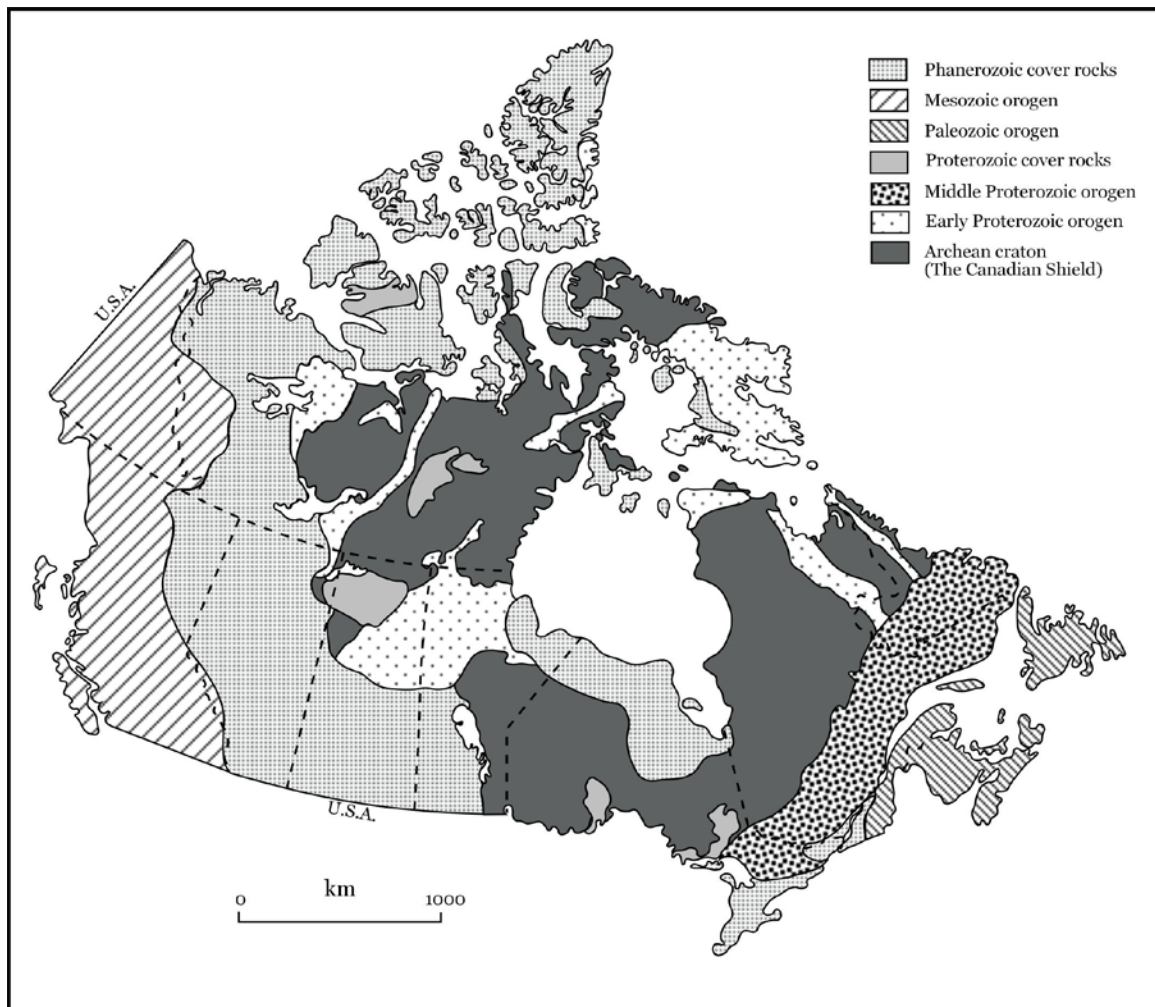 Phanerozoic cover rocks
Mesozoic orogen
Paleozoic orogen
Proterozoic cover rocks
Middle Proterozoic orogen
Early Proterozoic orogen
Archean craton
(The Canadian Shield)
U.S.A.
U.S.A.
km
0 1000